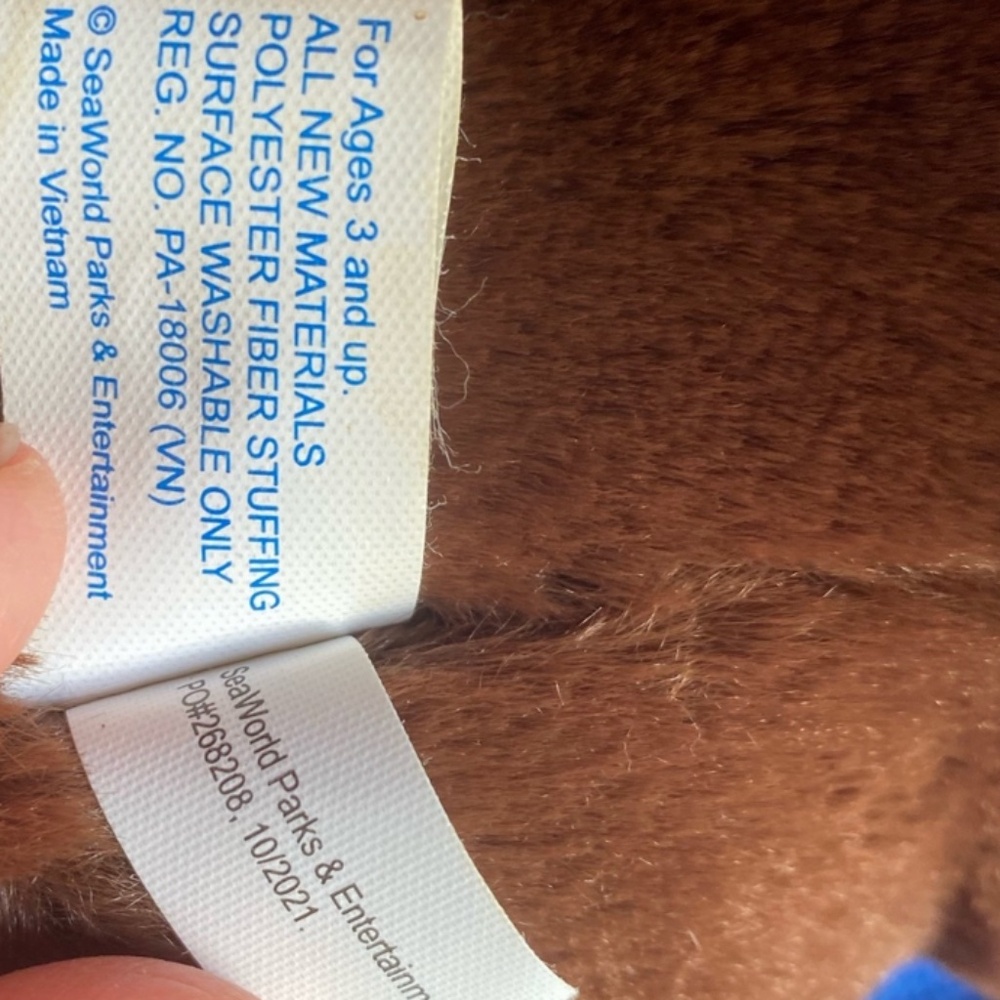 For Ages 3 and up.
ALL NEW MATERIALS
POLYESTER FIBER STUFFING
SURFACE WASHABLE ONLY
REG. NO. PA-18006 (VN)
© SeaWorld Parks & Entertainment
Made in Vietnam
SeaWorld Parks & Entertainm
PO#268208, 10/2021.